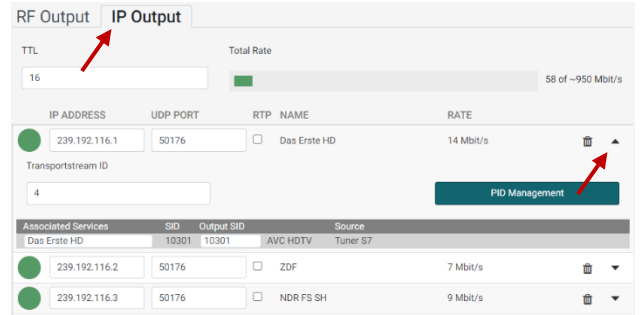 RF Output IP Output
TTL Total Rate
16 58 of ~950 Mbit/s
IP ADDRESS UDP PORT RTP NAME RATE
239.192.116.1 50176 Das Erste HD 14 Mbit/s
Transportstream ID
4 PID Management
Associated Services SID Output SID Source
Das Erste HD 10301 10301 AVC HDTV Tuner S7
239.192.116.2 50176 ZDF 7 Mbit/s
239.192.116.3 50176 NDR FS SH 9 Mbit/s